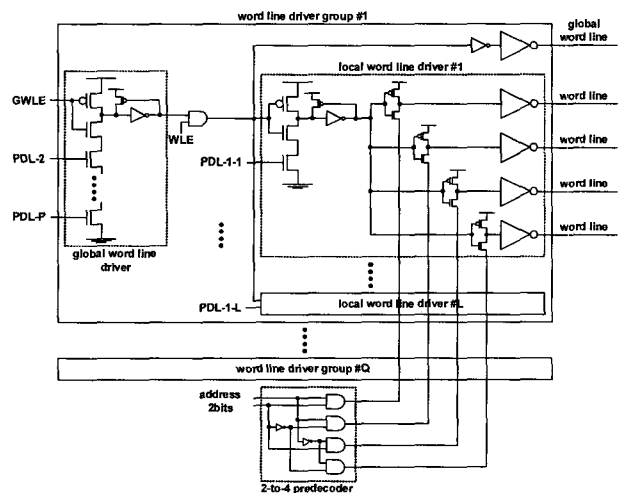 word line driver group #1
global
word line
local word line driver #1
GWLE
word line
WLE
word line
PDL-2
PDL-1-1
word line
PDL-P
word line
global word line
driver
PDL-1-L
local word line driver #L
word line driver group #Q
address
2bits
2-to-4 predecoder